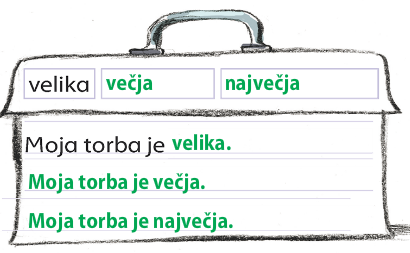 velika večja največja
Moja torba je velika.
Moja torba je večja.
Moja torba je največja.